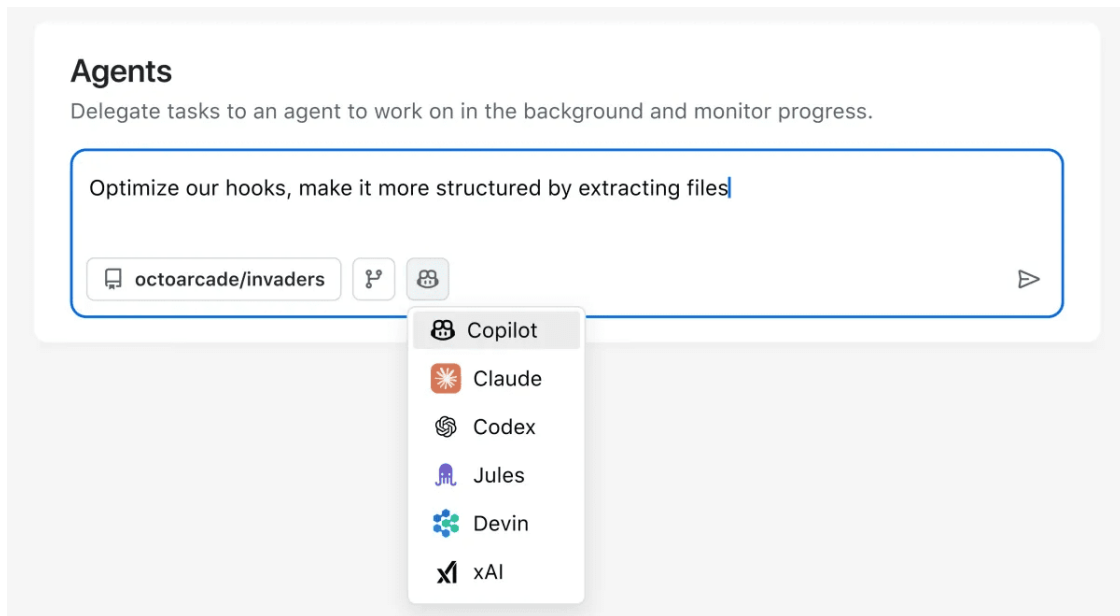 Agents
Delegate tasks to an agent to work on in the background and monitor progress.
Optimize our hooks, make it more structured by extracting files
octoarcade/invaders
Copilot
Claude
Codex
Jules
Devin
xAI